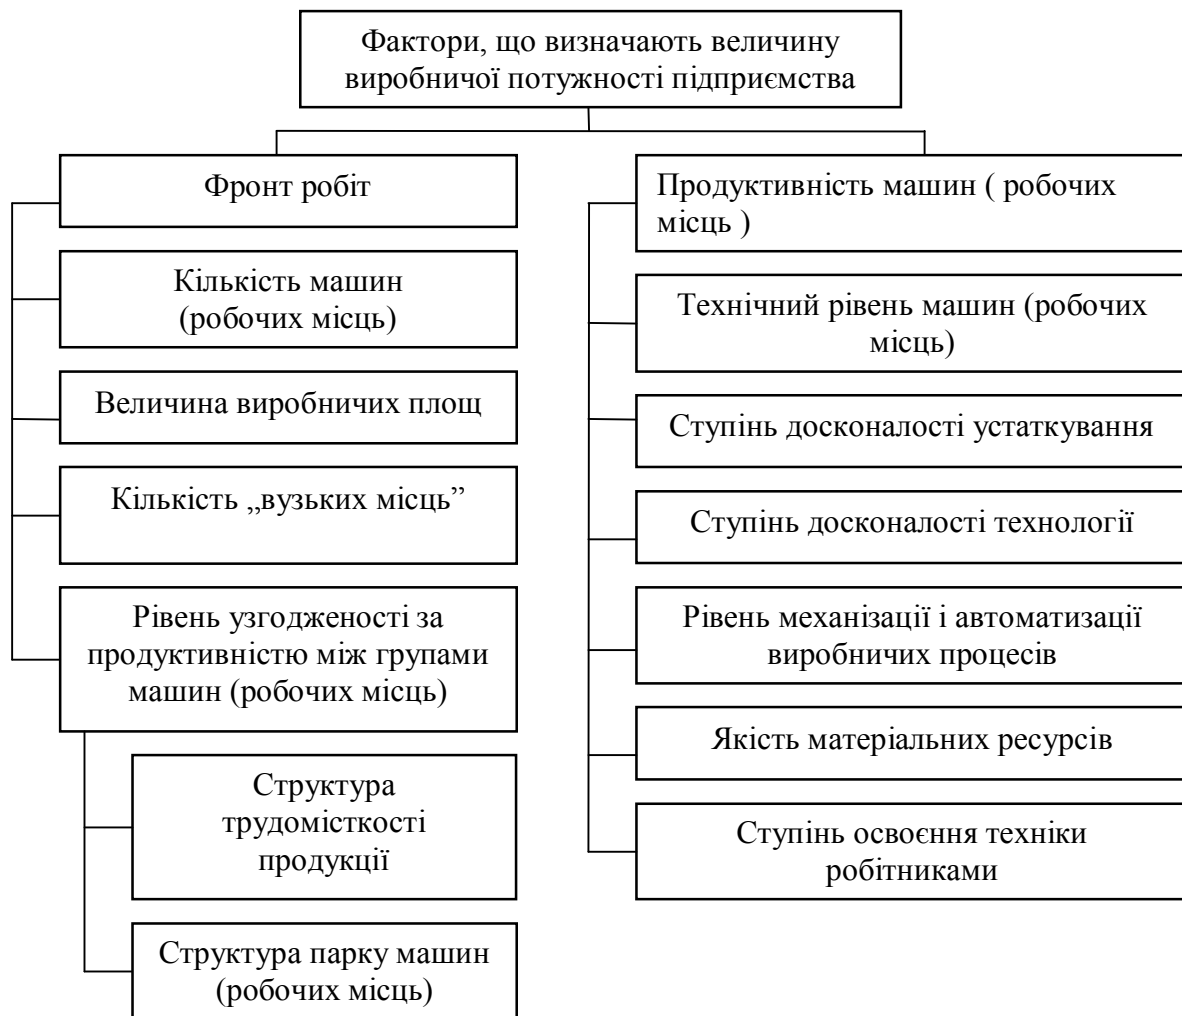 Фактори, що визначають величину
виробничої потужності підприємства
Фронт робіт
Кількість машин
(робочих місць)
Величина виробничих площ
Кількість „вузьких місць”
Рівень узгодженості за
продуктивністю між групами
машин (робочих місць)
Структура
трудомісткості
продукції
Структура парку машин
(робочих місць)
Продуктивність машин ( робочих
місць )
Технічний рівень машин (робочих
місць)
Ступінь досконалості устаткування
Ступінь досконалості технології
Рівень механізації і автоматизації
виробничих процесів
Якість матеріальних ресурсів
Ступінь освоєння техніки
робітниками